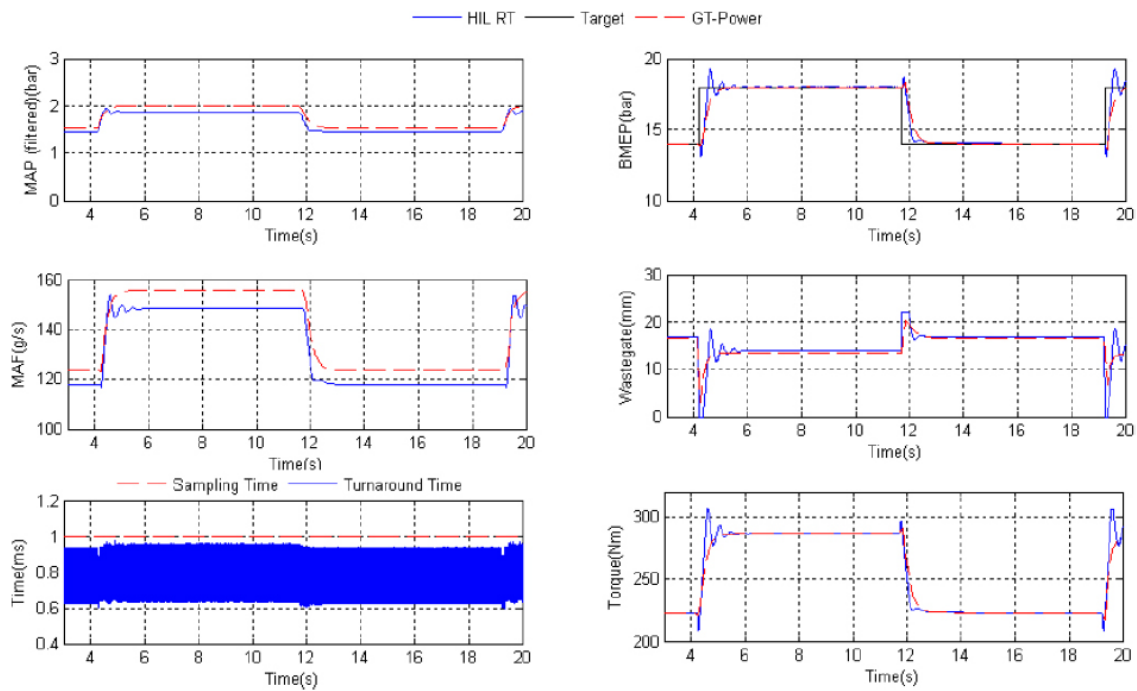 HIL RT Target GT-Power
MAP (filtered)(bar)
3
2
1
0
4 6 8 10 12 14 16 18 20
Time(s)
BMEP(bar)
18
14
10
4 6 8 10 12 14 16 18 20
Time(s)
MAF(g/s)
160
140
120
100
4 6 8 10 12 14 16 18 20
Time(s)
Wastegate(mm)
30
20
10
0
4 6 8 10 12 14 16 18 20
Time(s)
Sampling Time Turnaround Time
Time(ms)
1.2
1
0.8
0.6
0.4
4 6 8 10 12 14 16 18 20
Time(s)
Torque(Nm)
300
250
200
4 6 8 10 12 14 16 18 20
Time(s)